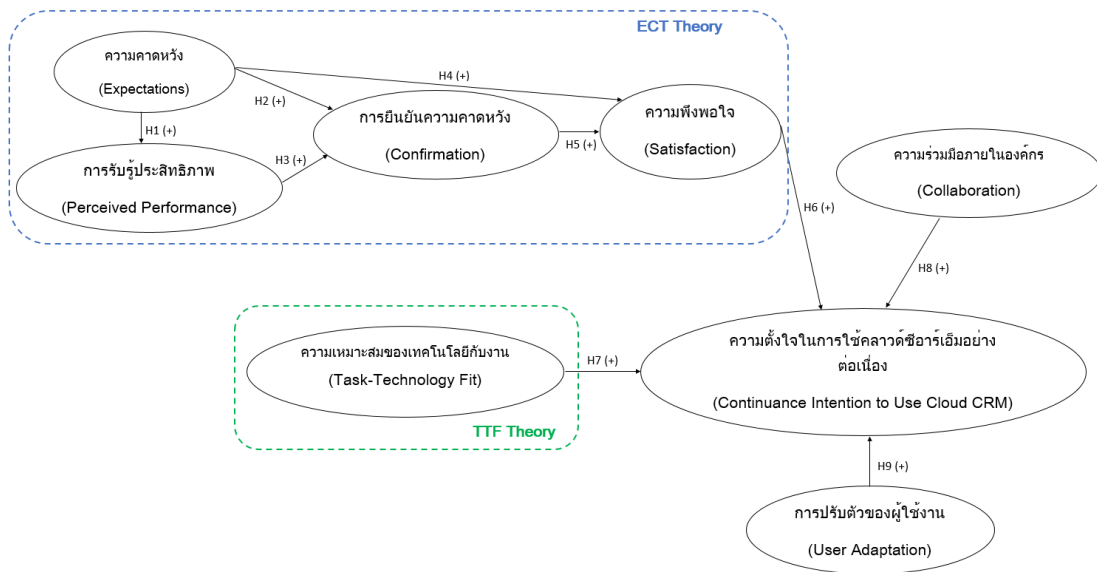 ECT Theory
ความคาดหวัง
(Expectations)
H4 (+)
H2 (+)
การยืนยันความคาดหวัง
(Confirmation)
ความพึงพอใจ
(Satisfaction)
H1 (+)
H3 (+)
H5 (+)
การรับรู้ประสิทธิภาพ
(Perceived Performance)
ความร่วมมือภายในองค์กร
(Collaboration)
H6 (+)
H8 (+)
ความเหมาะสมของเทคโนโลยีกับงาน
(Task-Technology Fit)
H7 (+)
TTF Theory
ความตั้งใจในการใช้คลาวด์ซีอาร์เอ็มอย่าง
ต่อเนื่อง
(Continuance Intention to Use Cloud CRM)
H9 (+)
การปรับตัวของผู้ใช้งาน
(User Adaptation)